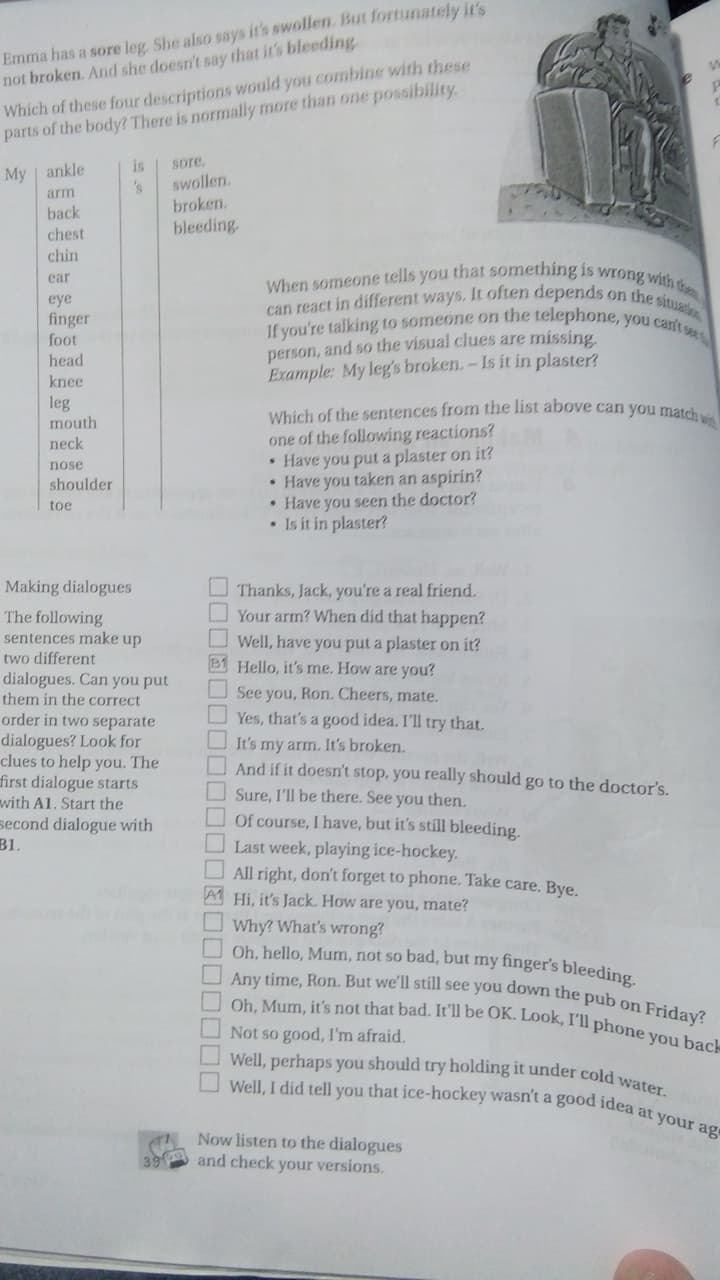 Emma has a sore leg. She also says it's swollen. But fortunately it's
not broken. And she doesn't say that it's bleeding.
Which of these four descriptions would you combine with these
parts of the body? There is normally more than one possibility.
My
ankle
arm
back
chest
chin
ear
eye
finger
foot
head
knee
leg
mouth
neck
nose
shoulder
toe
is
's
sore.
swollen.
broken.
bleeding.
When someone tells you that something is wrong with
can react in different ways. It often depends on the situation.
If you're talking to someone on the telephone, you can't see
person, and so the visual clues are missing.
Example: My leg's broken. – Is it in plaster?
Which of the sentences from the list above can you match
one of the following reactions?
• Have you put a plaster on it?
• Have you taken an aspirin?
• Have you seen the doctor?
• Is it in plaster?
Making dialogues
The following
sentences make up
two different
dialogues. Can you put
them in the correct
order in two separate
dialogues? Look for
clues to help you. The
first dialogue starts
with A1. Start the
second dialogue with
B1.
Thanks, Jack, you're a real friend.
Your arm? When did that happen?
Well, have you put a plaster on it?
B1 Hello, it's me. How are you?
See you, Ron. Cheers, mate.
Yes, that's a good idea. I'll try that.
It's my arm. It's broken.
And if it doesn't stop, you really should go to the doctor's.
Sure, I'll be there. See you then.
Of course, I have, but it's still bleeding.
Last week, playing ice-hockey.
All right, don't forget to phone. Take care. Bye.
A1 Hi, it's Jack. How are you, mate?
Why? What's wrong?
Oh, hello, Mum, not so bad, but my finger's bleeding.
Any time, Ron. But we'll still see you down the pub on Friday?
Oh, Mum, it's not that bad. It'll be OK. Look, I'll phone you back
Not so good, I'm afraid.
Well, perhaps you should try holding it under cold water.
Well, I did tell you that ice-hockey wasn't a good idea at your
39
Now listen to the dialogues
and check your versions.